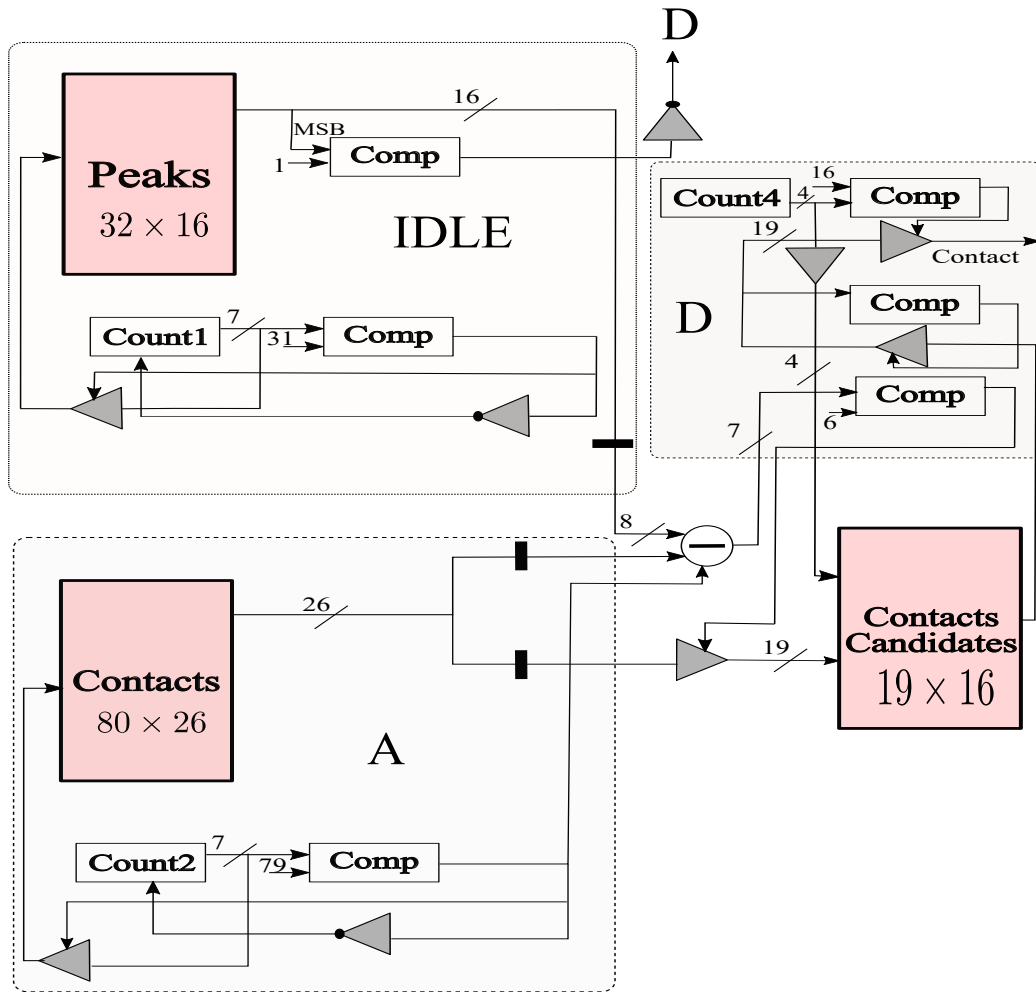 D
16
MSB
1
Comp
Peaks
32 × 16
IDLE
Count1
7
31
Comp
Count4
4
16
Comp
19
Contact
Comp
D
4
Comp
6
7
8
26
Contacts
80 × 26
19
Contacts
Candidates
19 × 16
A
Count2
7
79
Comp